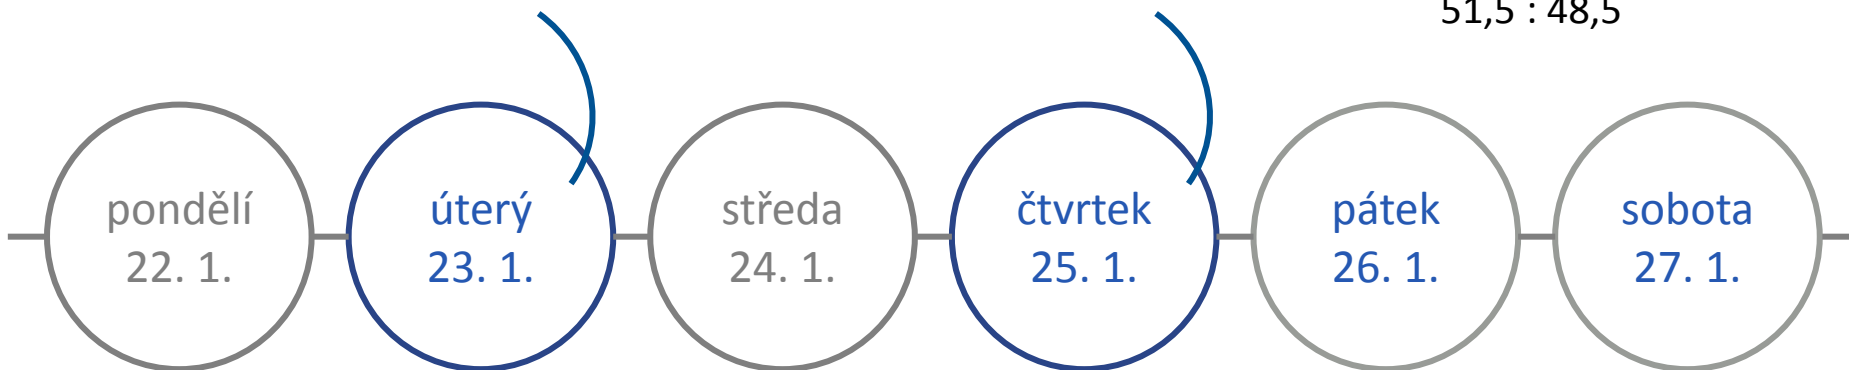 51,5 : 48,5
pondělí
22. 1.
úterý
23. 1.
středa
24. 1.
čtvrtek
25. 1.
pátek
26. 1.
sobota
27. 1.